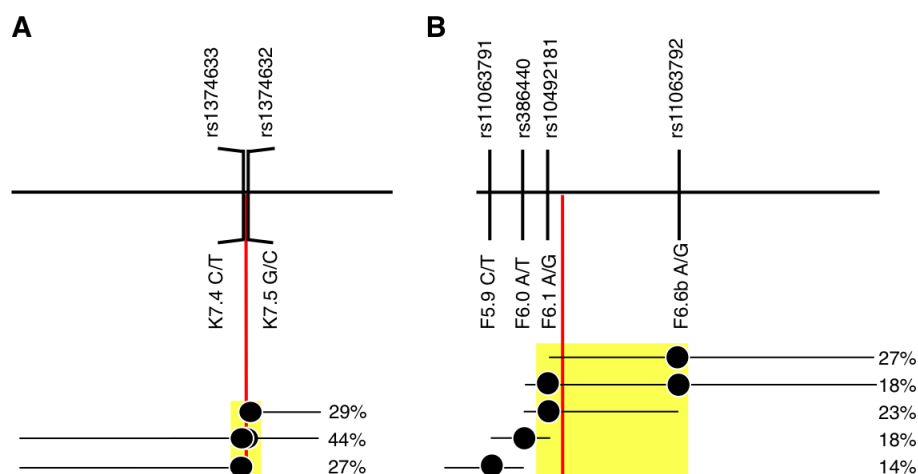 A
B
rs1374633
rs1374632
rs11063791
rs386440
rs10492181
rs11063792
K7.4 C/T
K7.5 G/C
F5.9 C/T
F6.0 A/T
F6.1 A/G
F6.6b A/G
27%
18%
29%
23%
44%
18%
27%
14%